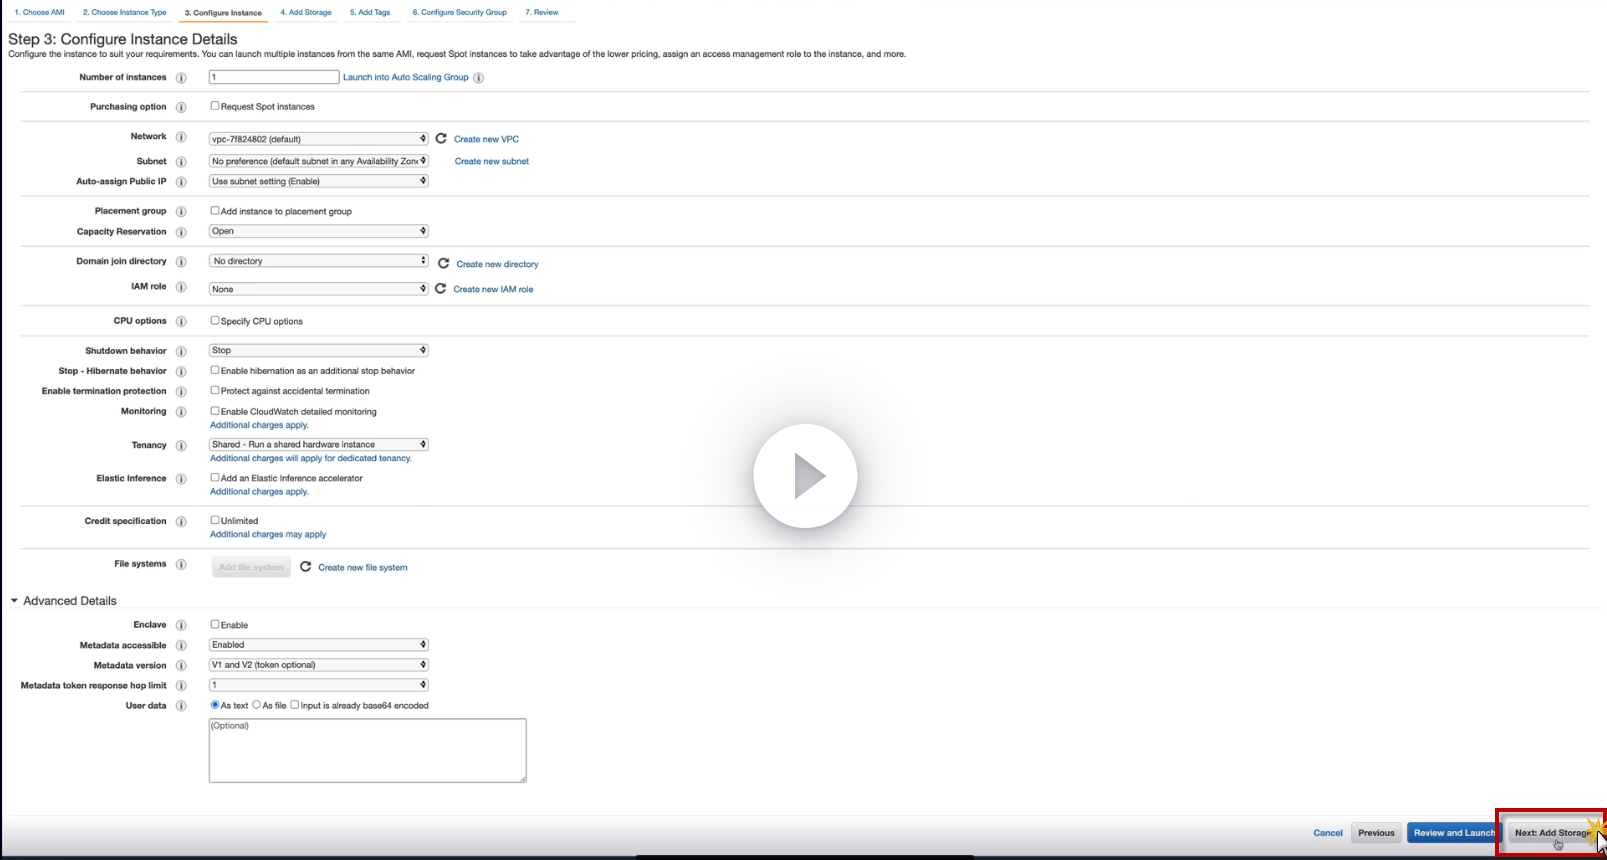 1. Choose AMI 2. Choose Instance Type 3. Configure Instance 4. Add Storage 5. Add Tags 6. Configure Security Group 7. Review
Step 3: Configure Instance Details
Configure the instance to suit your requirements. You can launch multiple instances from the same AMI, request Spot instances to take advantage of the lower pricing, assign an access management role to the instance, and more.
Number of instances 1 Launch into Auto Scaling Group
Purchasing option Request Spot instances
Network vpc-7f824802 (default) Create new VPC
Subnet No preference (default subnet in any Availability Zone Create new subnet
Auto-assign Public IP Use subnet setting (Enable)
Placement group Add instance to placement group
Capacity Reservation Open
Domain join directory No directory Create new directory
IAM role None Create new IAM role
CPU options Specify CPU options
Shutdown behavior Stop
Stop - Hibernate behavior Enable hibernation as an additional stop behavior
Enable termination protection Protect against accidental termination
Monitoring Enable CloudWatch detailed monitoring
Additional charges apply.
Tenancy Shared - Run a shared hardware instance
Additional charges will apply for dedicated tenancy.
Elastic Inference Add an Elastic Inference accelerator
Additional charges apply.
Credit specification Unlimited
Additional charges may apply
File systems Add file system Create new file system
Advanced Details
Enclave Enable
Metadata accessible Enabled
Metadata version V1 and V2 (token optional)
Metadata token response hop limit 1
User data As text As file Input is already base64 encoded
(Optional)
Cancel Previous Review and Launch Next: Add Storage